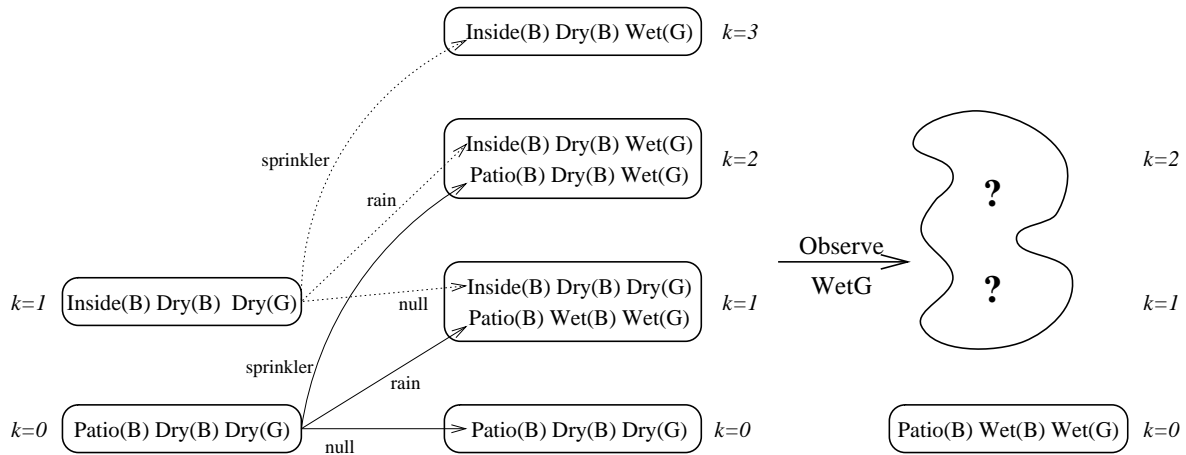 Inside(B) Dry(B) Wet(G) k=3
sprinkler
Inside(B) Dry(B) Wet(G)
Patio(B) Dry(B) Wet(G)
k=2
?
k=2
rain
Observe
WetG
k=1 Inside(B) Dry(B) Dry(G)
null
Inside(B) Dry(B) Dry(G)
Patio(B) Wet(B) Wet(G)
k=1
?
k=1
sprinkler
rain
k=0 Patio(B) Dry(B) Dry(G)
null
Patio(B) Dry(B) Dry(G) k=0
Patio(B) Wet(B) Wet(G) k=0